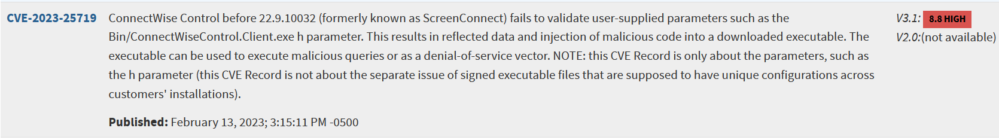 CVE-2023-25719 ConnectWise Control before 22.9.10032 (formerly known as ScreenConnect) fails to validate user-supplied parameters such as the V3.1: 8.8 HIGH
Bin/ConnectWiseControl.Client.exe h parameter. This results in reflected data and injection of malicious code into a downloaded executable. The V2.0:(not available)
executable can be used to execute malicious queries or as a denial-of-service vector. NOTE: this CVE Record is only about the parameters, such as
the h parameter (this CVE Record is not about the separate issue of signed executable files that are supposed to have unique configurations across
customers' installations).
Published: February 13, 2023; 3:15:11 PM -0500